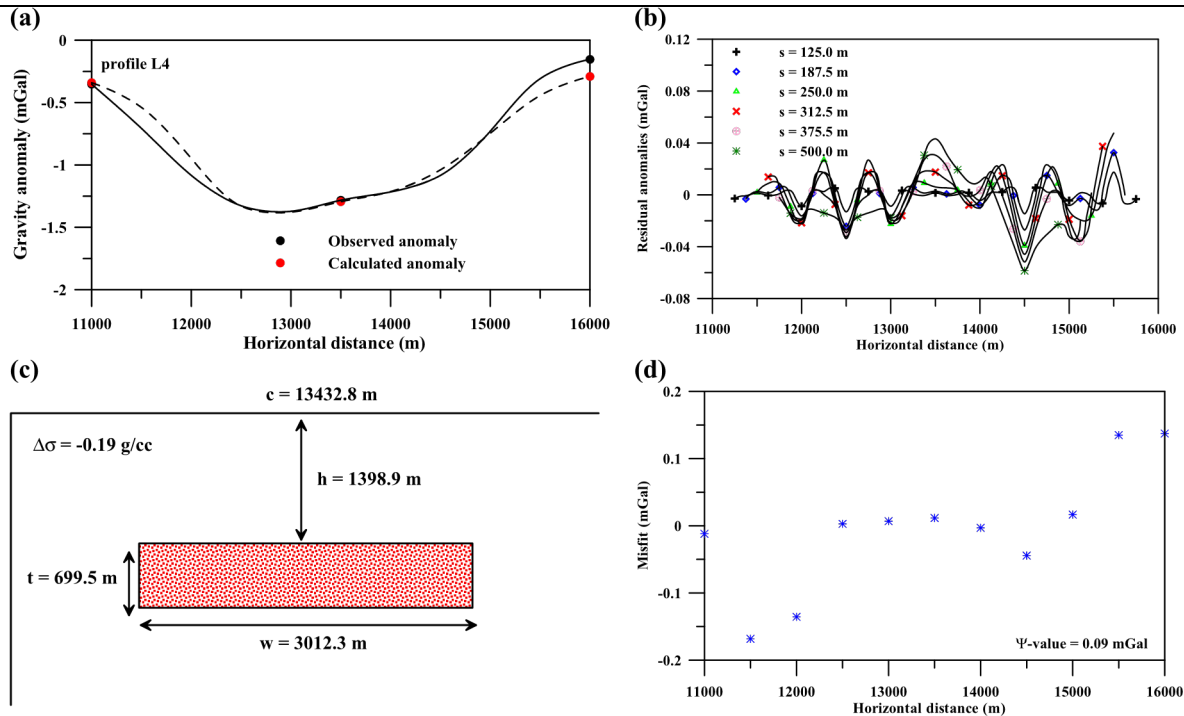 (a)
0
-0.5
-1
-1.5
-2
Gravity anomaly (mGal)
profile L4
Observed anomaly
Calculated anomaly
11000 12000 13000 14000 15000 16000
Horizontal distance (m)
(b)
0.12
0.08
0.04
0
-0.04
-0.08
Residual anomalies (mGal)
s = 125.0 m
s = 187.5 m
s = 250.0 m
s = 312.5 m
s = 375.5 m
s = 500.0 m
11000 12000 13000 14000 15000 16000
Horizontal distance (m)
(c)
c = 13432.8 m
Δσ = -0.19 g/cc
h = 1398.9 m
t = 699.5 m
w = 3012.3 m
(d)
0.2
0.1
0
-0.1
-0.2
Misfit (mGal)
Ψ-value = 0.09 mGal
11000 12000 13000 14000 15000 16000
Horizontal distance (m)